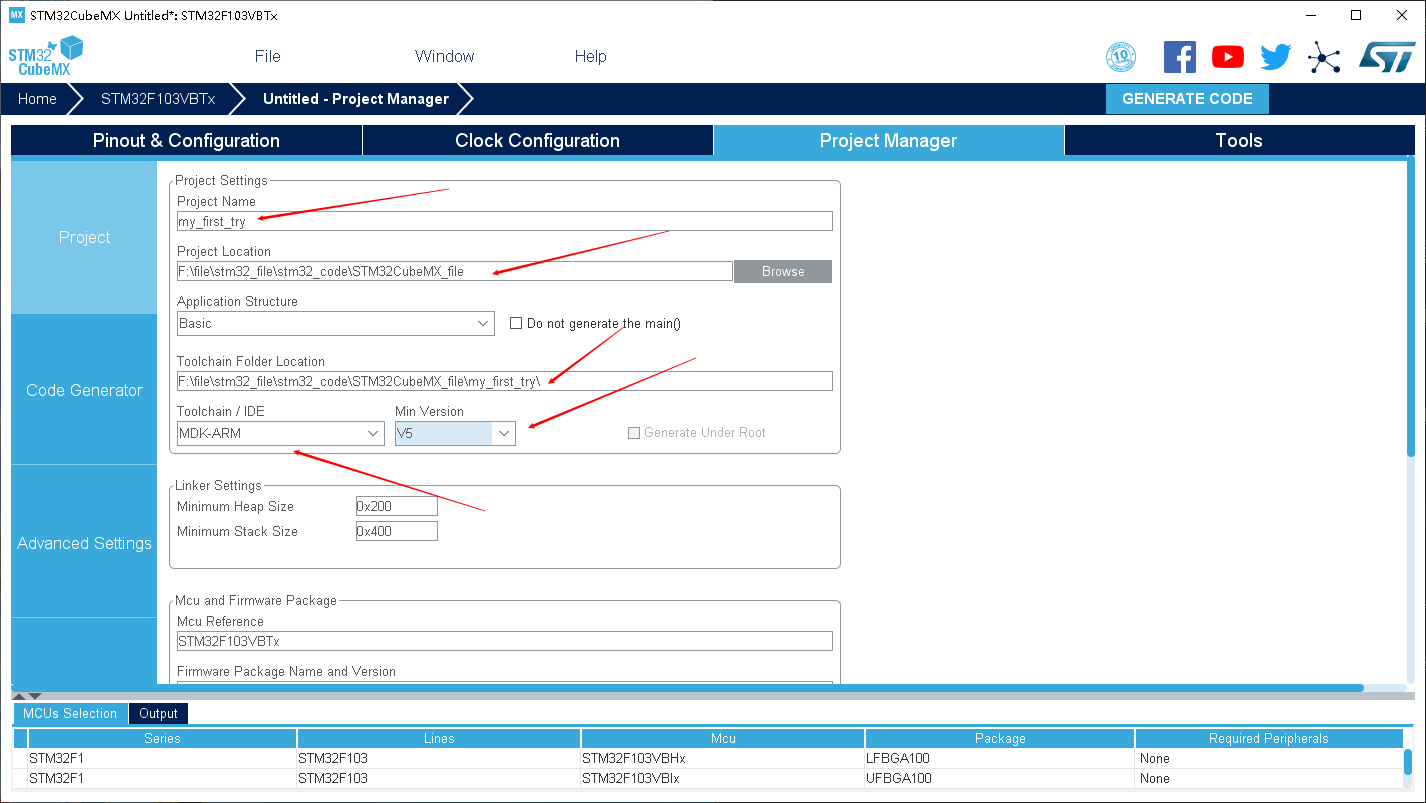 MX STM32CubeMX Untitled*: STM32F103VBTx
STM32
CubeMX
File Window Help
10
ST
Home STM32F103VBTx Untitled - Project Manager GENERATE CODE
Pinout & Configuration Clock Configuration Project Manager Tools
Project
Code Generator
Advanced Settings
Project Settings
Project Name
my_first_try
Project Location
F:\file\stm32_file\stm32_code\STM32CubeMX_file Browse
Application Structure
Basic Do not generate the main()
Toolchain Folder Location
F:\file\stm32_file\stm32_code\STM32CubeMX_file\my_first_try\
Toolchain / IDE Min Version
MDK-ARM V5 Generate Under Root
Linker Settings
Minimum Heap Size 0x200
Minimum Stack Size 0x400
Mcu and Firmware Package
Mcu Reference
STM32F103VBTx
Firmware Package Name and Version
MCUs Selection Output
Series Lines Mcu Package Required Peripherals
STM32F1 STM32F103 STM32F103VBHx LFBGA100 None
STM32F1 STM32F103 STM32F103VBIx UFBGA100 None